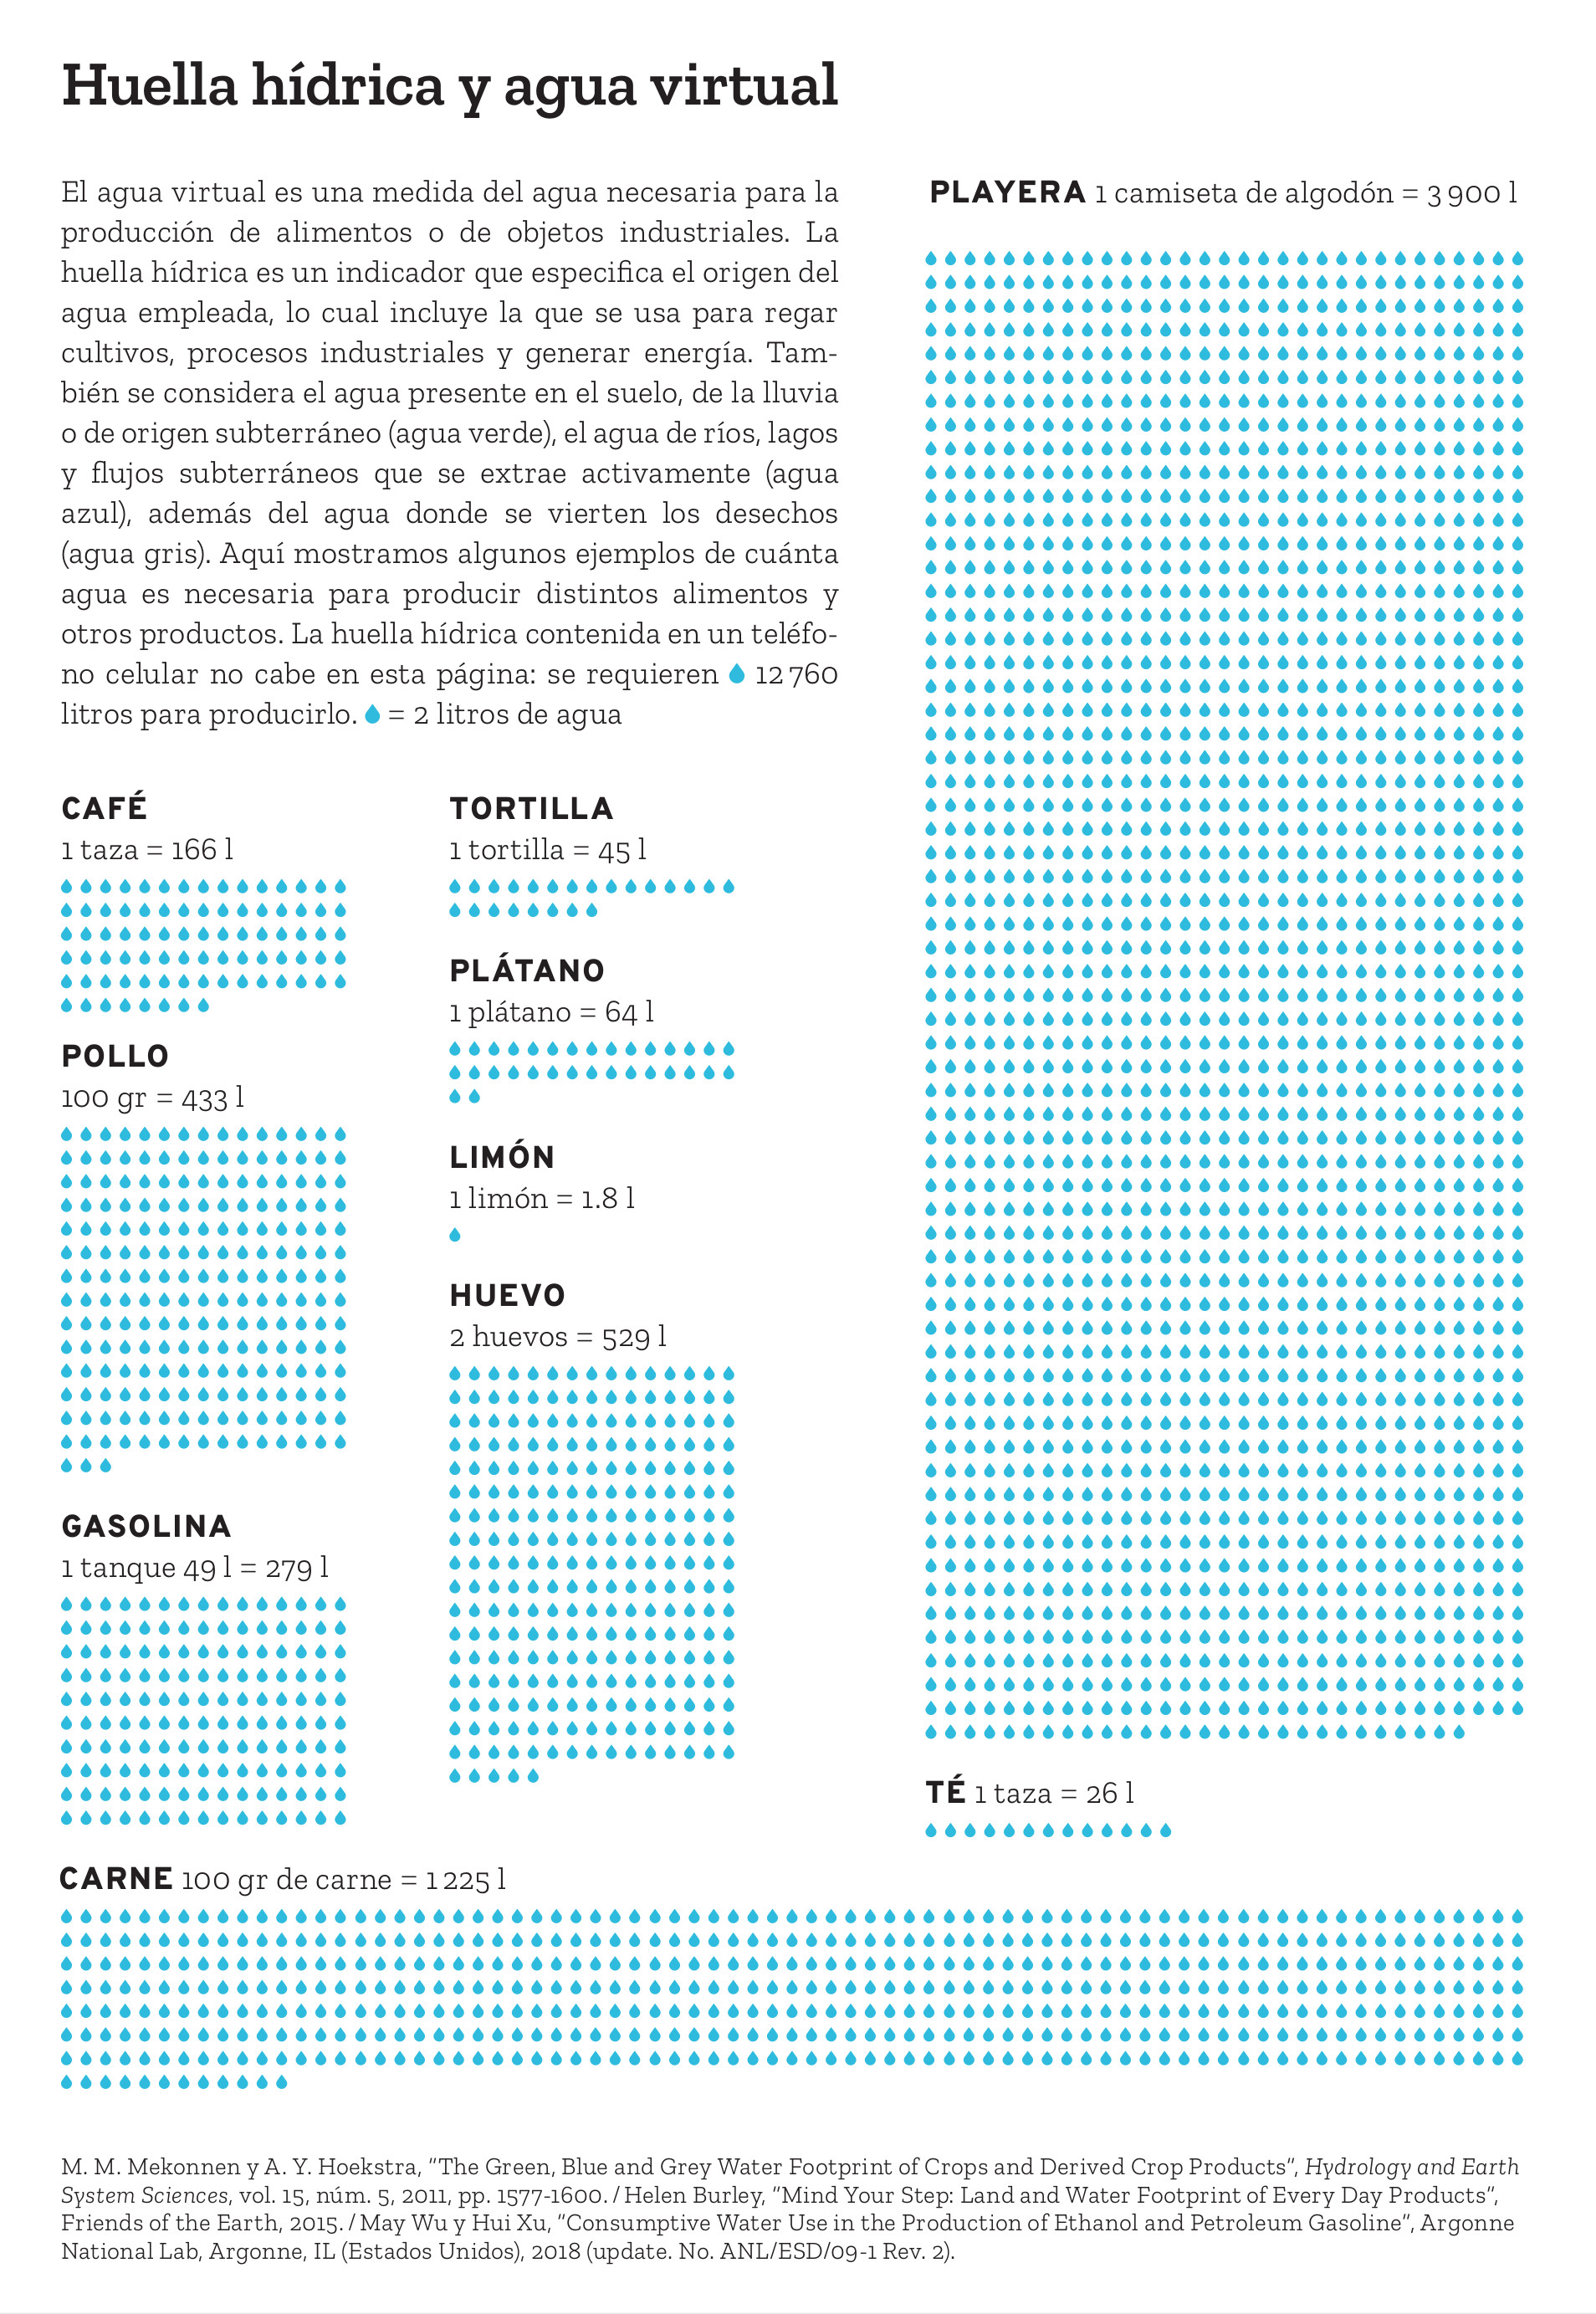 Huella hídrica y agua virtual
El agua virtual es una medida del agua necesaria para la
producción de alimentos o de objetos industriales. La
huella hídrica es un indicador que especifica el origen del
agua empleada, lo cual incluye la que se usa para regar
cultivos, procesos industriales y generar energía. Tam-
bién se considera el agua presente en el suelo, de la lluvia
o de origen subterráneo (agua verde), el agua de ríos, lagos
y flujos subterráneos que se extrae activamente (agua
azul), además del agua donde se vierten los desechos
(agua gris). Aquí mostramos algunos ejemplos de cuánta
agua es necesaria para producir distintos alimentos y
otros productos. La huella hídrica contenida en un teléfo-
no celular no cabe en esta página: se requieren 12 760
litros para producirlo. = 2 litros de agua
CAFÉ
1 taza = 166 l
POLLO
100 gr = 433 l
GASOLINA
1 tanque 49 l = 279 l
TORTILLA
1 tortilla = 45 l
PLÁTANO
1 plátano = 64 l
LIMÓN
1 limón = 1.8 l
HUEVO
2 huevos = 529 l
PLAYERA 1 camiseta de algodón = 3 900 l
TÉ 1 taza = 26 l
CARNE 100 gr de carne = 1 225 l
M. M. Mekonnen y A. Y. Hoekstra, “The Green, Blue and Grey Water Footprint of Crops and Derived Crop Products”, Hydrology and Earth
System Sciences, vol. 15, núm. 5, 2011, pp. 1577-1600. / Helen Burley, “Mind Your Step: Land and Water Footprint of Every Day Products”,
Friends of the Earth, 2015. / May Wu y Hui Xu, “Consumptive Water Use in the Production of Ethanol and Petroleum Gasoline”, Argonne
National Lab, Argonne, IL (Estados Unidos), 2018 (update. No. ANL/ESD/09-1 Rev. 2).